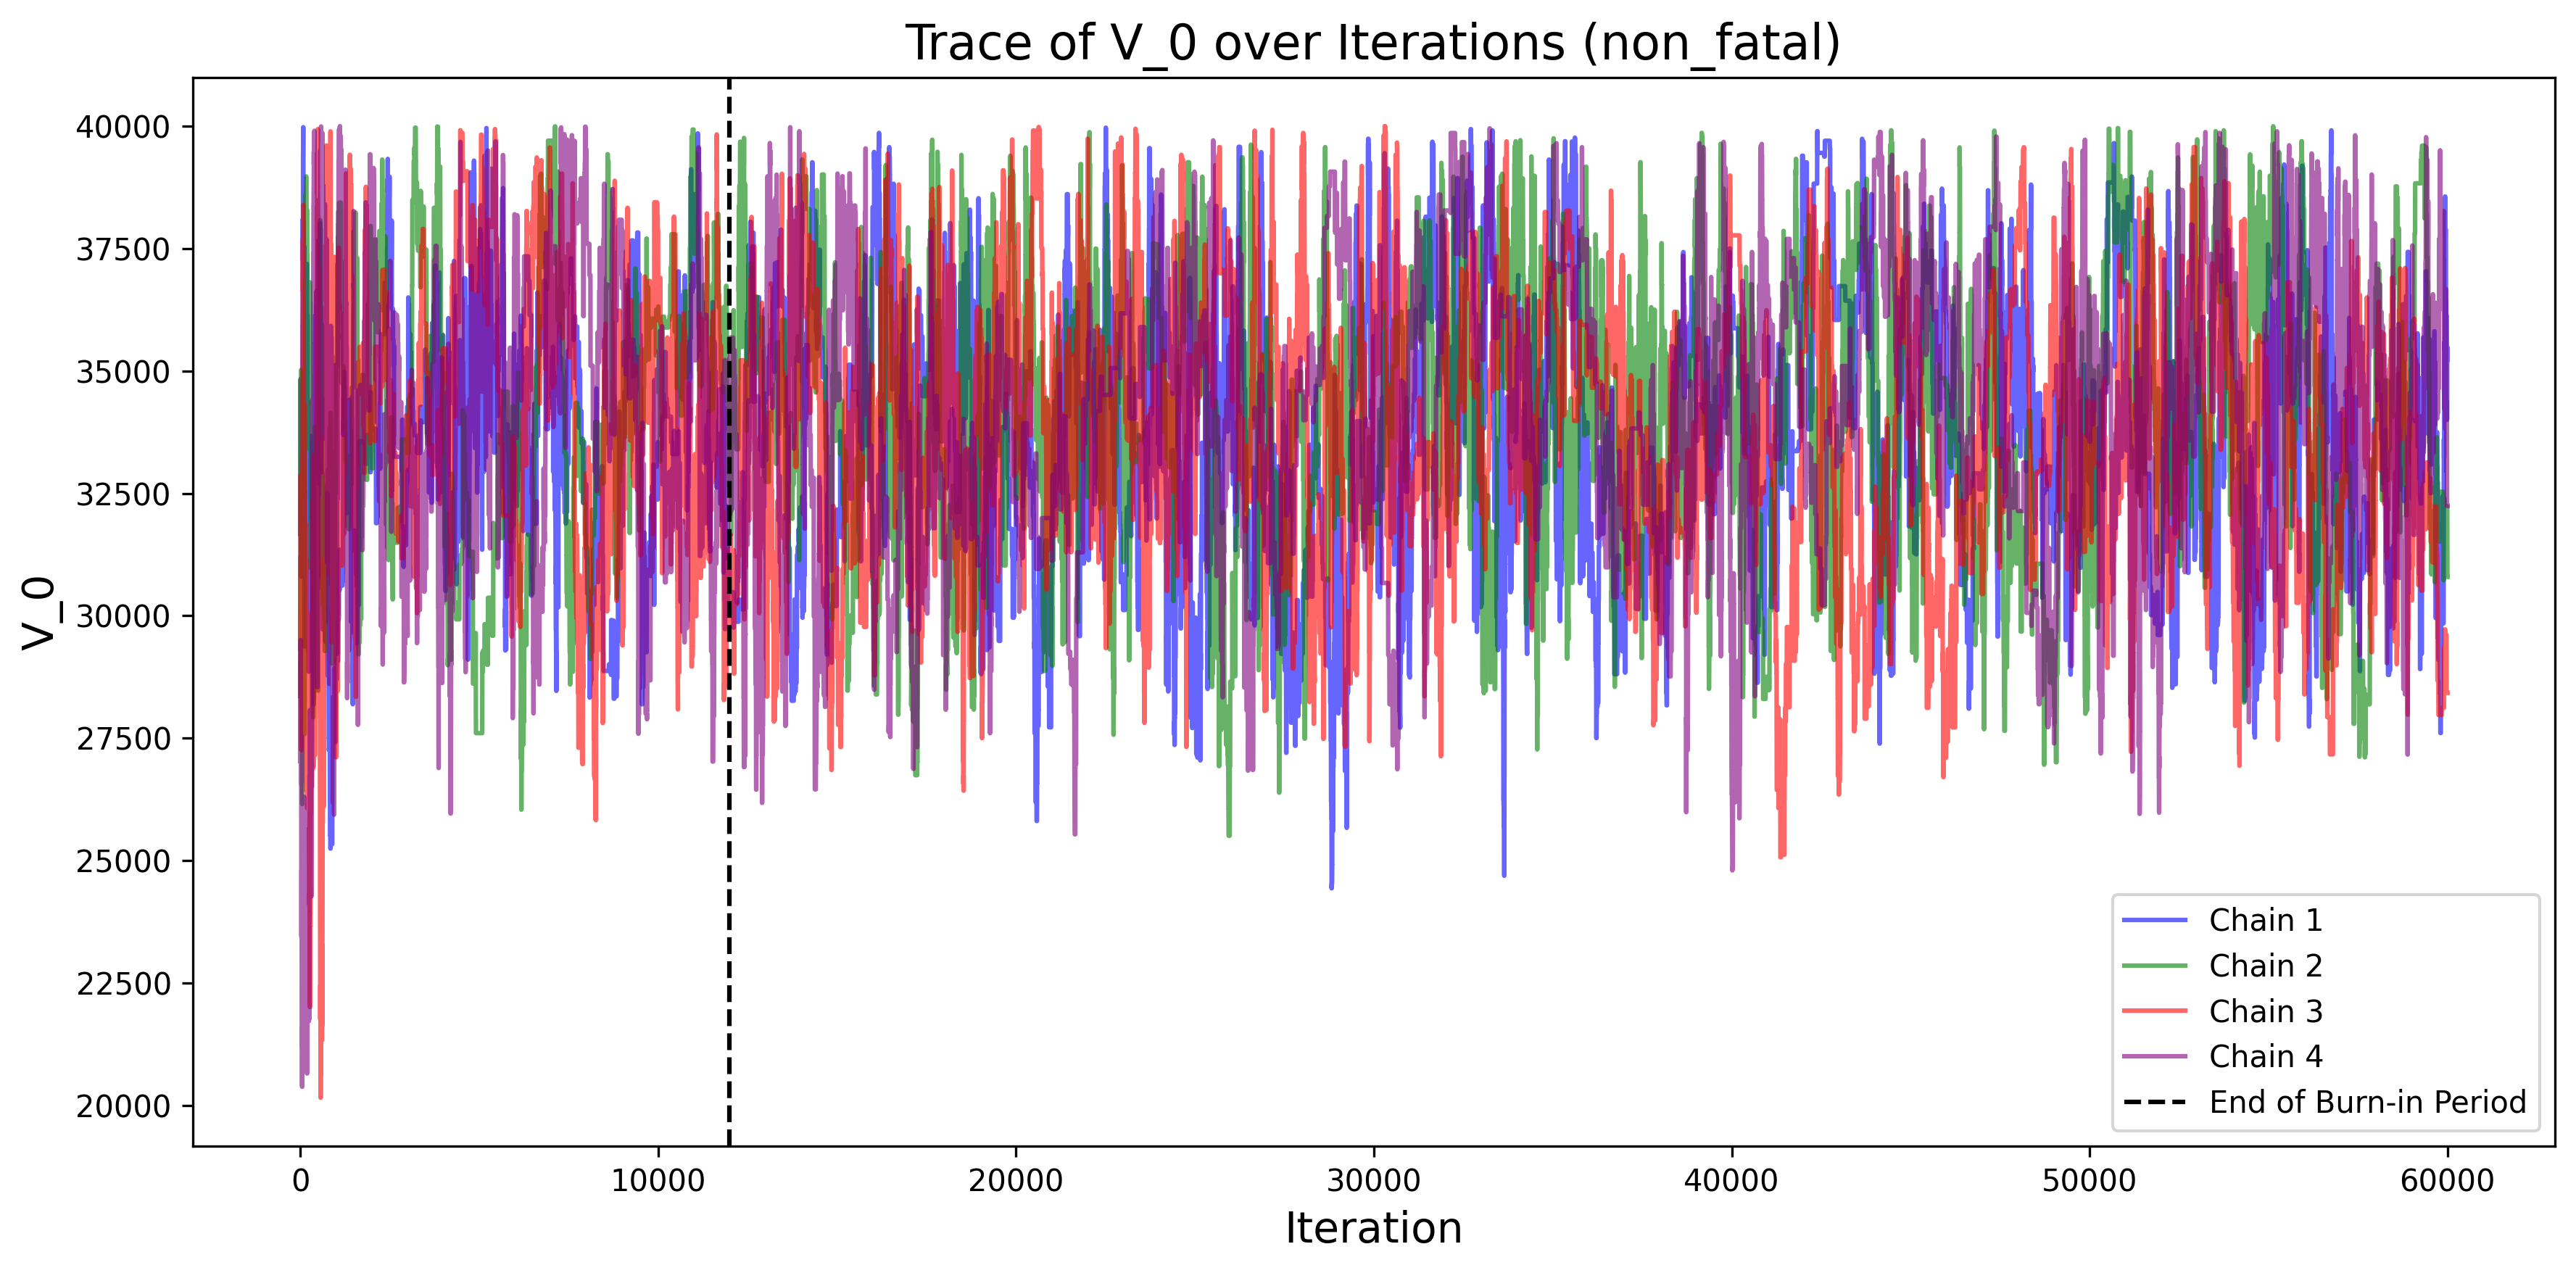 Trace of V_0 over Iterations (non_fatal)
40000
37500
35000
32500
30000
27500
25000
22500
20000
V_0
0
10000
20000
30000
40000
50000
60000
Iteration
Chain 1
Chain 2
Chain 3
Chain 4
End of Burn-in Period